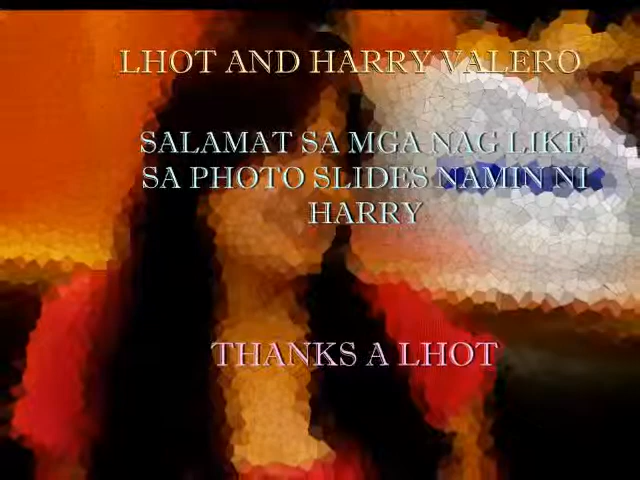 LHOT AND HARRY VALERO
SALAMAT SA MGA NAG LIKE
SA PHOTO SLIDES NAMIN NI
HARRY
THANKS A LHOT